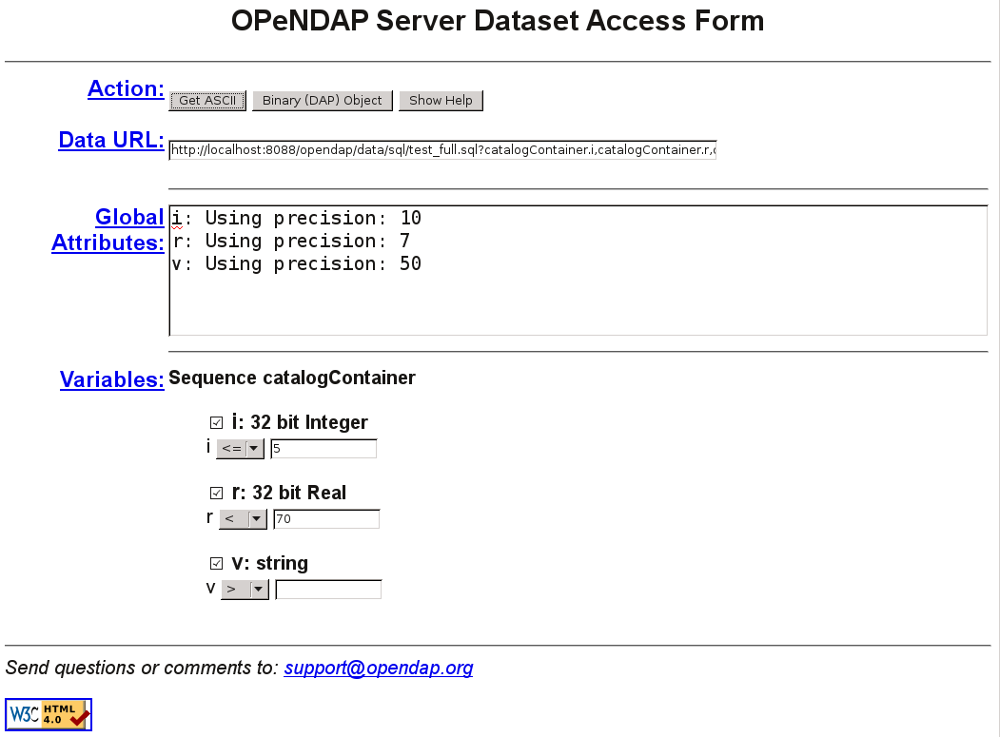 OPeNDAP Server Dataset Access Form
Action: Get ASCII Binary (DAP) Object Show Help
Data URL: http://localhost:8088/opendap/data/sql/test_full.sql?catalogContainer.i,catalogContainer.r,c
Global Attributes:
i: Using precision: 10
r: Using precision: 7
v: Using precision: 50
Variables: Sequence catalogContainer
i: 32 bit Integer
i <= 5
r: 32 bit Real
r < 70
v: string
v >
Send questions or comments to: support@opendap.org
W3C HTML 4.0